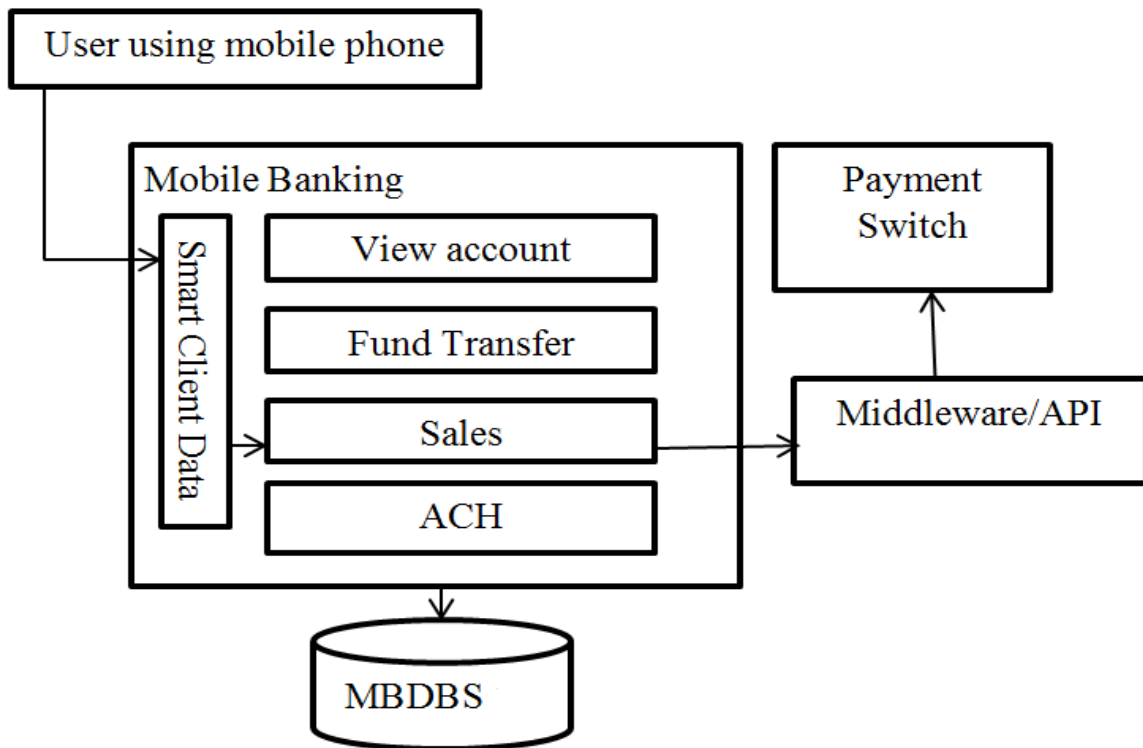 User using mobile phone
Mobile Banking
Smart Client Data
View account
Fund Transfer
Sales
ACH
Payment
Switch
Middleware/API
MBDBS